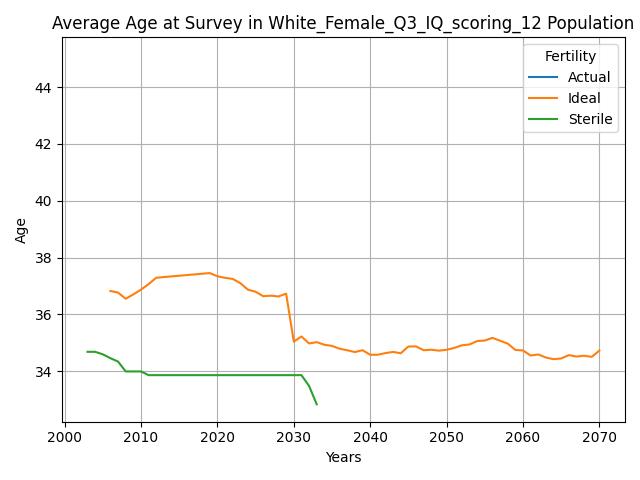 Average Age at Survey in White_Female_Q3_IQ_scoring_12 Population
Fertility
Actual
Ideal
Sterile
Age
44
42
40
38
36
34
2000
2010
2020
2030
2040
2050
2060
2070
Years